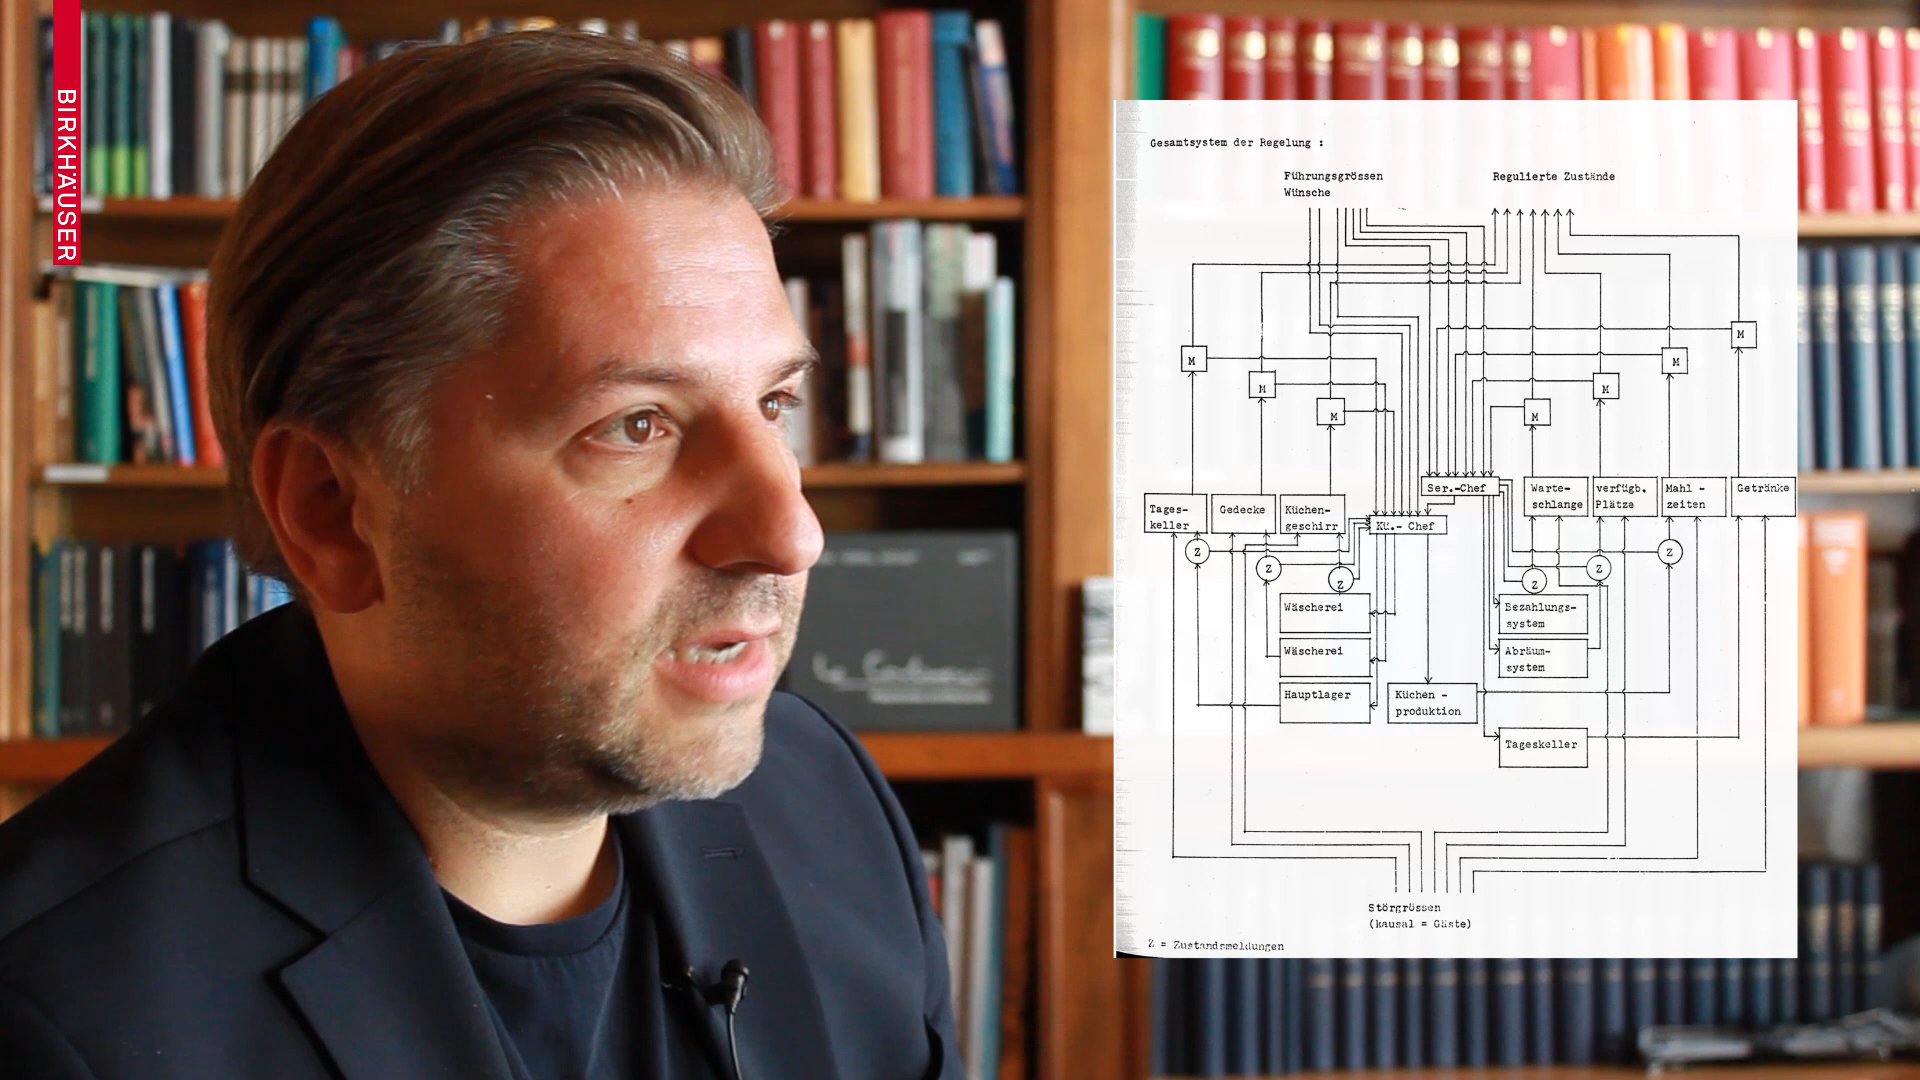 BIRKHÄUSER
Gesamtsystem der Regelung :
Führungsgrössen
Wünsche
Regulierte Zustände
M
M
M
M
M
M
M
Tages-
keller
Gedecke
Küchen-
geschirr
Kü.- Chef
Ser.-Chef
Warte-
schlange
verfügb.
Plätze
Mahl -
zeiten
Getränke
Z
Z
Z
Z
Z
Z
Wäscherei
Wäscherei
Hauptlager
Küchen -
produktion
Bezahlungs-
system
Abräum-
system
Tageskeller
Störgrössen
(kausal = Gäste)
Z = Zustandsmeldungen